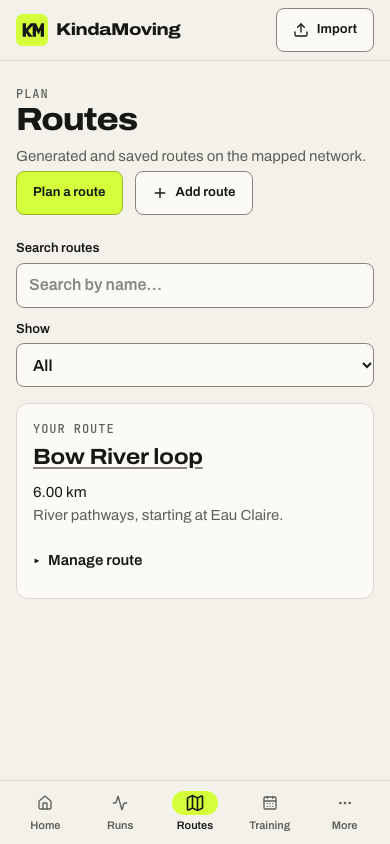 KM KindaMoving
Import
PLAN
Routes
Generated and saved routes on the mapped network.
Plan a route
Add route
Search routes
Search by name...
Show
All
YOUR ROUTE
Bow River loop
6.00 km
River pathways, starting at Eau Claire.
Manage route
Home
Runs
Routes
Training
More